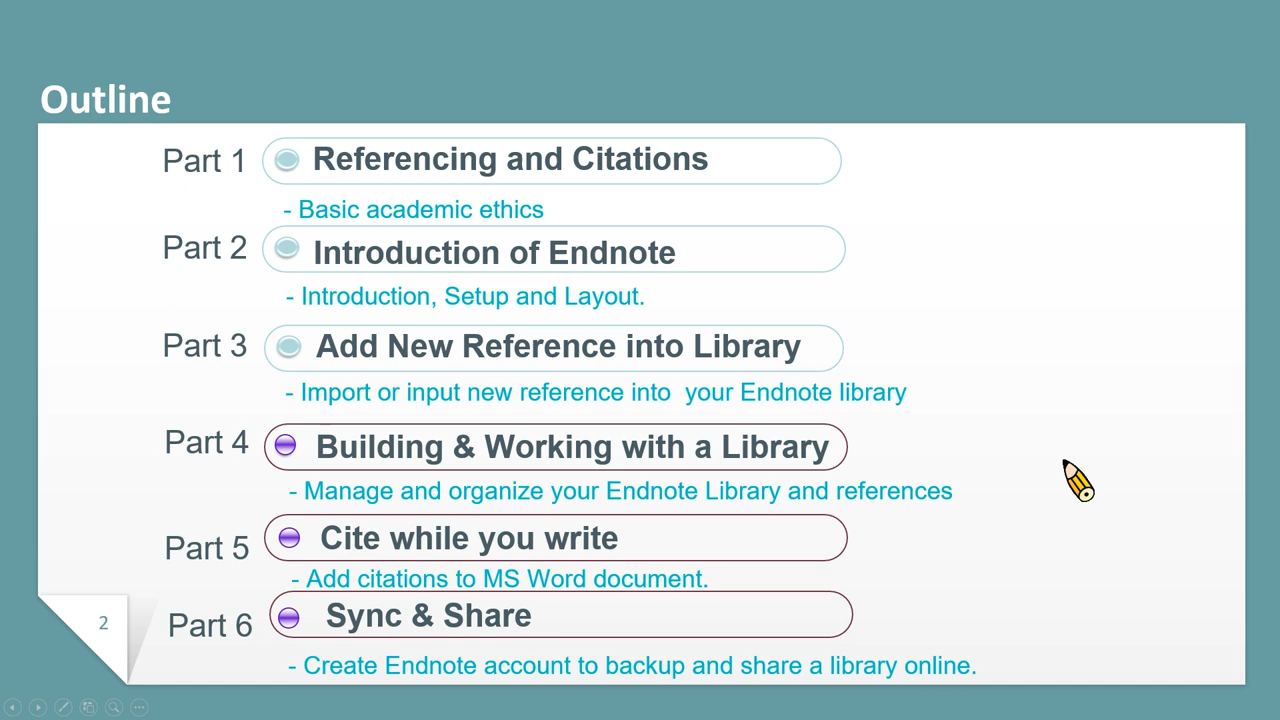 Outline
Part 1 Referencing and Citations
- Basic academic ethics
Part 2 Introduction of Endnote
- Introduction, Setup and Layout.
Part 3 Add New Reference into Library
- Import or input new reference into  your Endnote library
Part 4 Building & Working with a Library
- Manage and organize your Endnote Library and references
Part 5 Cite while you write
- Add citations to MS Word document.
Part 6 Sync & Share
- Create Endnote account to backup and share a library online.
2